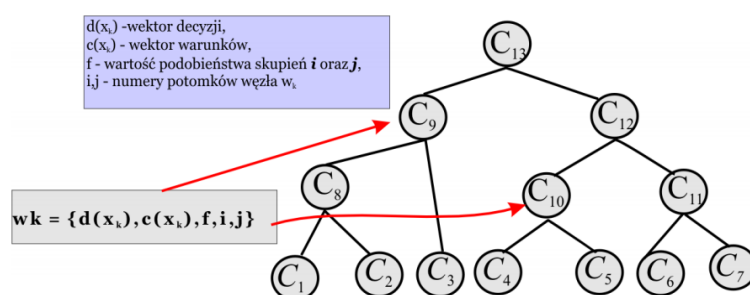 d(xₖ) -wektor decyzji,
c(xₖ) - wektor warunków,
f - wartość podobieństwa skupień i oraz j,
i,j - numery potomków węzła wₖ
wk = {d(xₖ),c(xₖ),f,i,j}
C₁₃
C₉
C₁₂
C₈
C₁₀
C₁₁
C₁
C₂
C₃
C₄
C₅
C₆
C₇